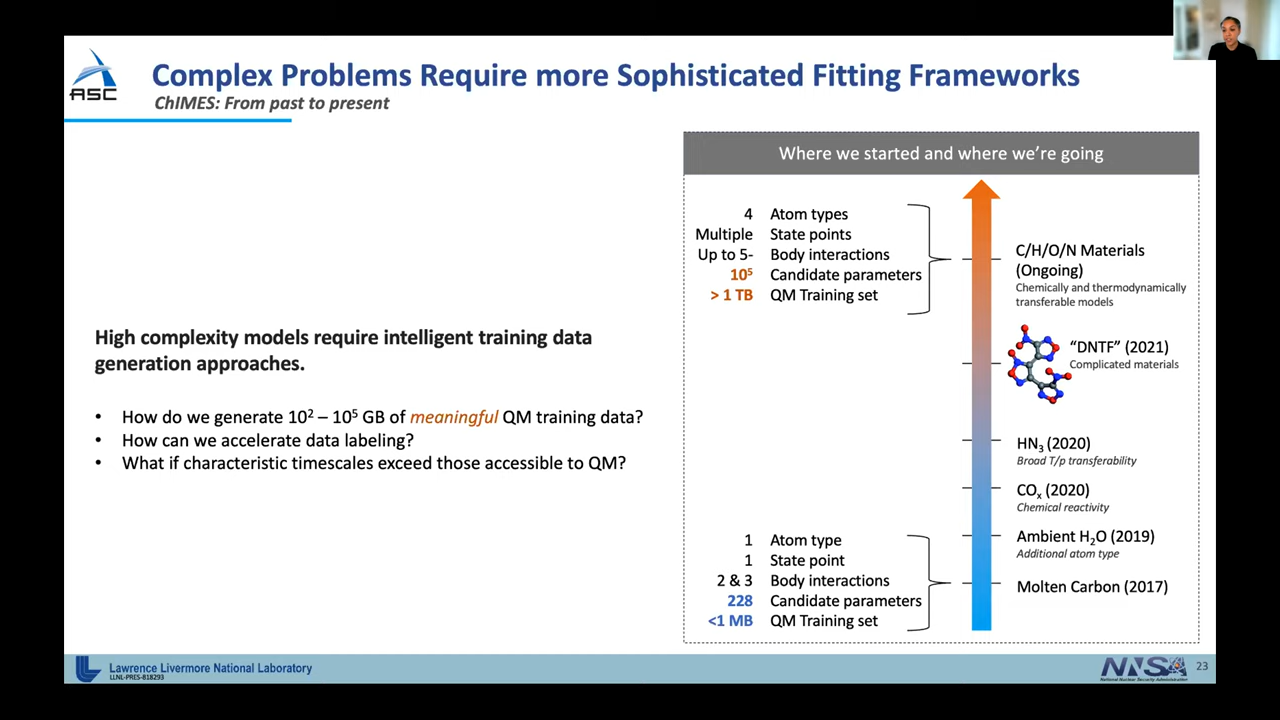 ASC
Complex Problems Require more Sophisticated Fitting Frameworks
ChIMES: From past to present
High complexity models require intelligent training data
generation approaches.
• How do we generate 10² – 10⁵ GB of meaningful QM training data?
• How can we accelerate data labeling?
• What if characteristic timescales exceed those accessible to QM?
Where we started and where we're going
4 Atom types
Multiple State points
Up to 5- Body interactions
10⁵ Candidate parameters
> 1 TB QM Training set
C/H/O/N Materials
(Ongoing)
Chemically and thermodynamically
transferable models
“DNTF” (2021)
Complicated materials
HN₃ (2020)
Broad T/p transferability
COₓ (2020)
Chemical reactivity
Ambient H₂O (2019)
Additional atom type
Molten Carbon (2017)
1 Atom type
1 State point
2 & 3 Body interactions
228 Candidate parameters
<1 MB QM Training set
Lawrence Livermore National Laboratory
LLNL-PRES-818293
NNSA
National Nuclear Security Administration
23